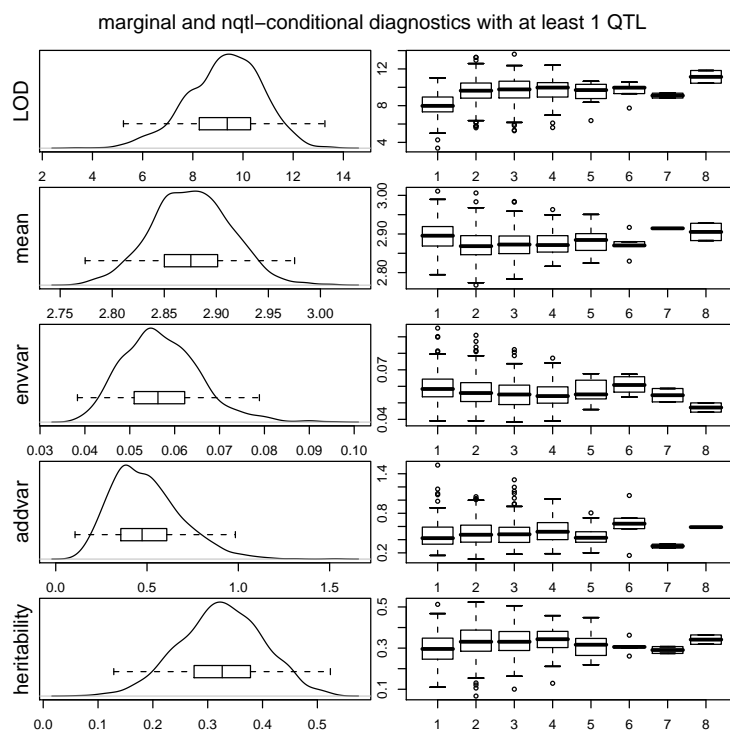 marginal and nqtl−conditional diagnostics with at least 1 QTL
LOD
2 4 6 8 10 12 14
4 8 12
1 2 3 4 5 6 7 8
mean
2.75 2.80 2.85 2.90 2.95 3.00
2.80 2.90 3.00
1 2 3 4 5 6 7 8
envvar
0.03 0.04 0.05 0.06 0.07 0.08 0.09 0.10
0.04 0.07
1 2 3 4 5 6 7 8
addvar
0.0 0.5 1.0 1.5
0.2 0.8 1.4
1 2 3 4 5 6 7 8
heritability
0.0 0.1 0.2 0.3 0.4 0.5
0.1 0.3 0.5
1 2 3 4 5 6 7 8